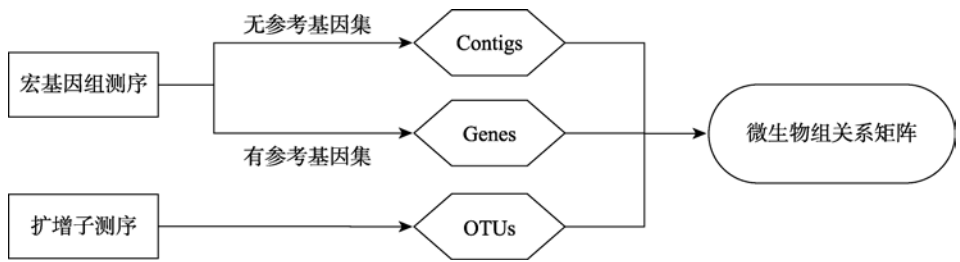 无参考基因集
Contigs
宏基因组测序
Genes
微生物组关系矩阵
有参考基因集
扩增子测序
OTUs